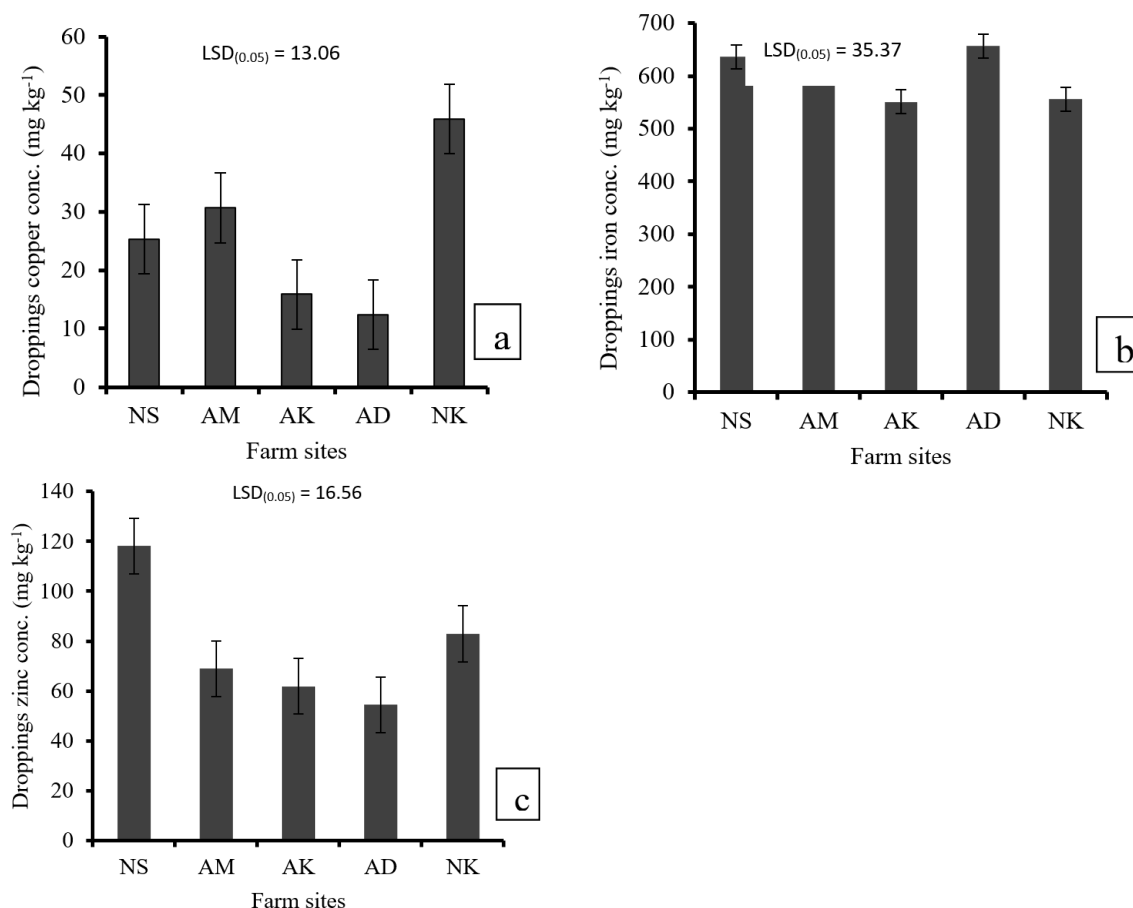 LSD(0.05) = 13.06
Droppings copper conc. (mg kg-1)
60
50
40
30
20
10
0
NS AM AK AD NK
Farm sites
a
LSD(0.05) = 35.37
Droppings iron conc. (mg kg-1)
700
600
500
400
300
200
100
0
NS AM AK AD NK
Farm sites
b
LSD(0.05) = 16.56
Droppings zinc conc. (mg kg-1)
140
120
100
80
60
40
20
0
NS AM AK AD NK
Farm sites
c